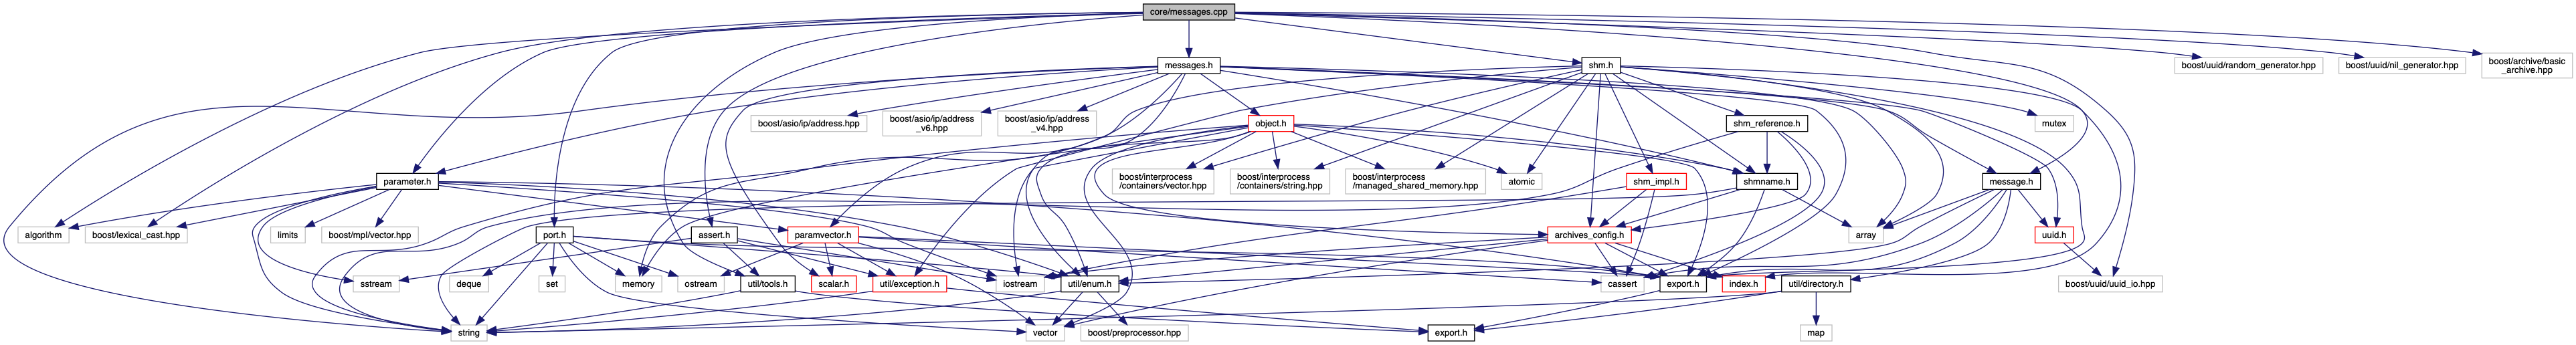 core/messages.cpp
messages.h
shm.h
boost/uuid/random_generator.hpp
boost/uuid/nil_generator.hpp
boost/archive/basic
_archive.hpp
boost/asio/ip/address.hpp
boost/asio/ip/address
_v6.hpp
boost/asio/ip/address
_v4.hpp
object.h
shm_reference.h
mutex
parameter.h
boost/interprocess
/containers/vector.hpp
boost/interprocess
/containers/string.hpp
boost/interprocess
/managed_shared_memory.hpp
atomic
shm_impl.h
shmname.h
message.h
algorithm
boost/lexical_cast.hpp
limits
boost/mpl/vector.hpp
port.h
assert.h
paramvector.h
archives_config.h
array
uuid.h
sstream
deque
set
memory
ostream
util/tools.h
scalar.h
util/exception.h
iostream
util/enum.h
cassert
export.h
index.h
util/directory.h
boost/uuid/uuid_io.hpp
string
vector
boost/preprocessor.hpp
export.h
map